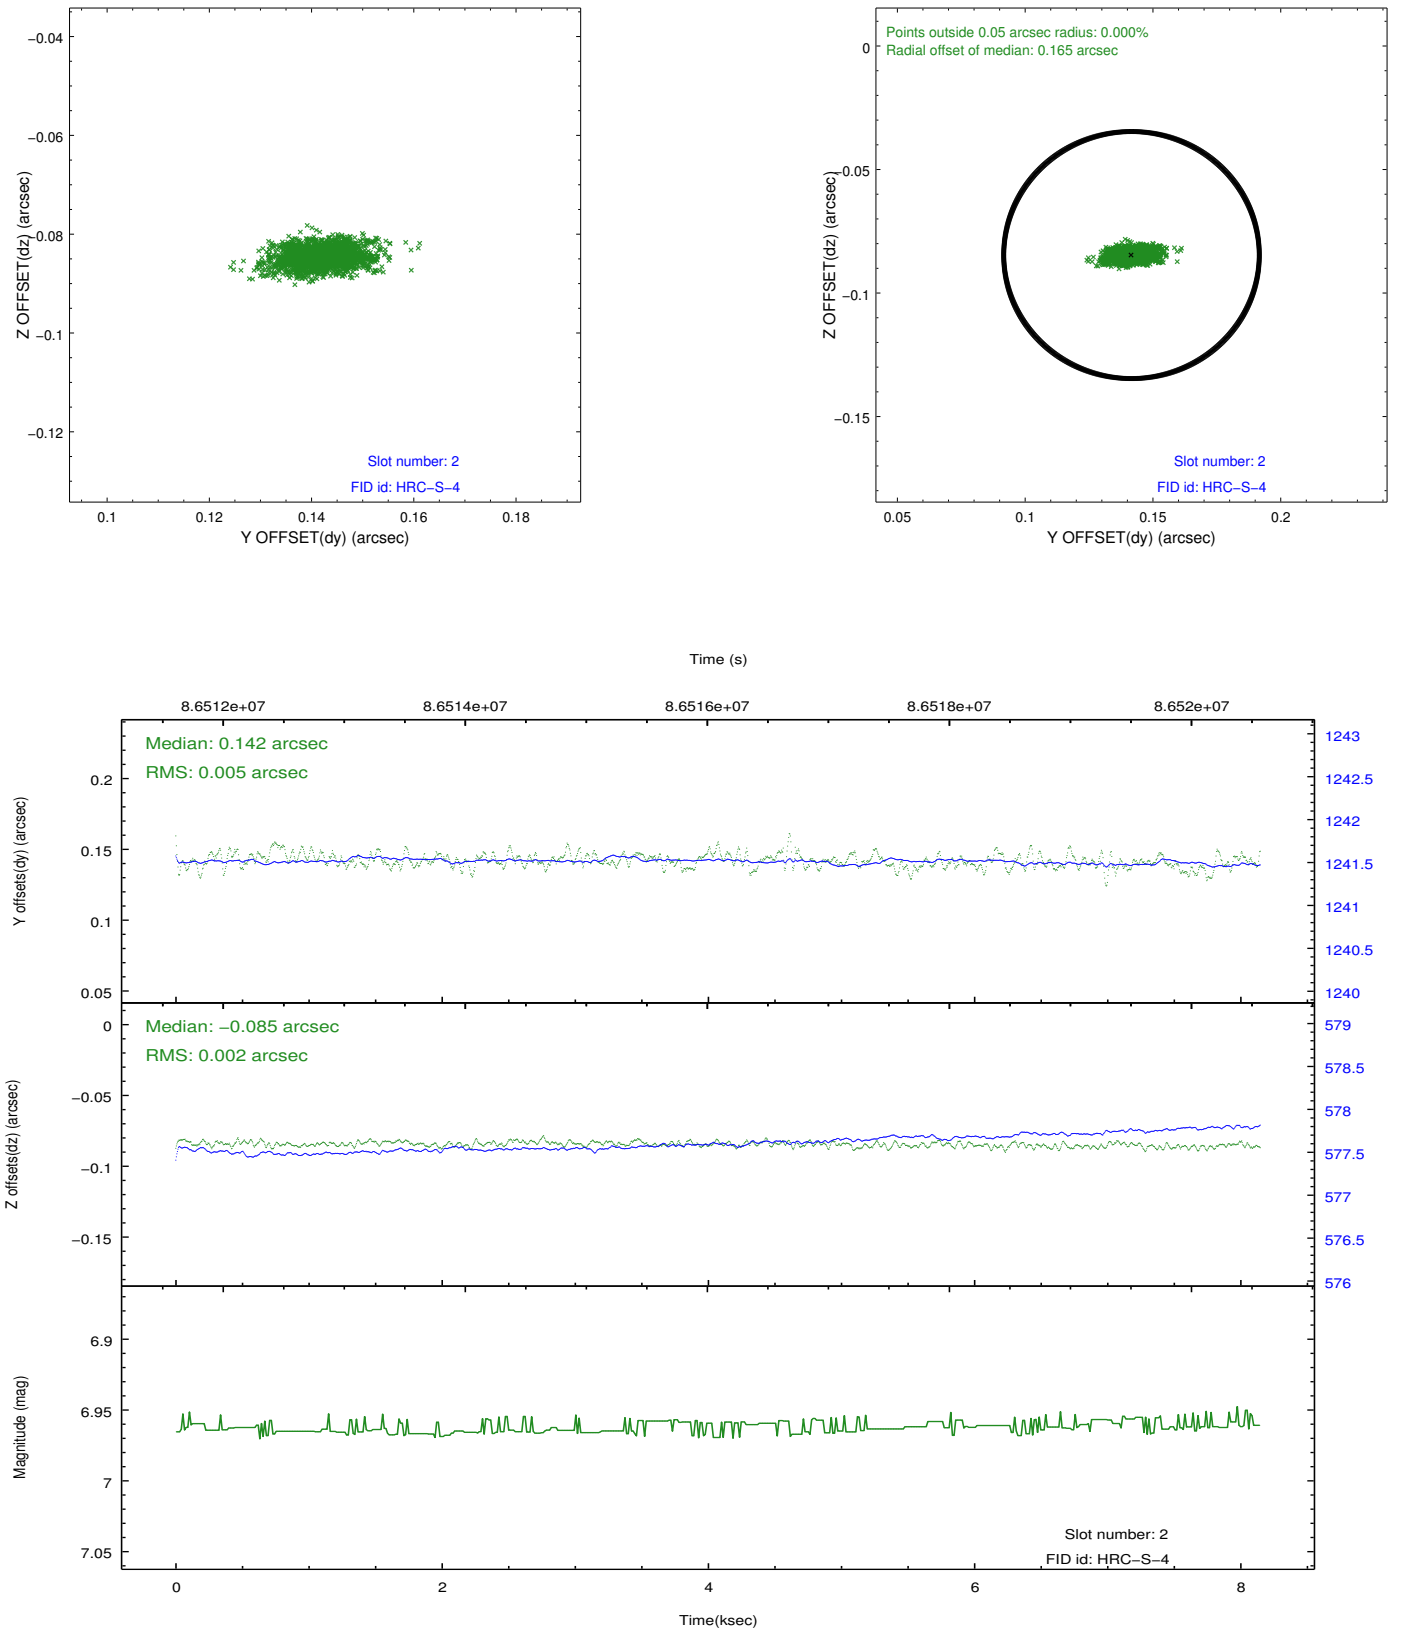 −0.04
−0.06
−0.08
−0.1
−0.12
Z OFFSET(dz) (arcsec)
Slot number: 2
FID id: HRC−S−4
0.1 0.12 0.14 0.16 0.18
Y OFFSET(dy) (arcsec)
Points outside 0.05 arcsec radius: 0.000%
Radial offset of median: 0.165 arcsec
0
−0.05
−0.1
−0.15
Z OFFSET(dz) (arcsec)
Slot number: 2
FID id: HRC−S−4
0.05 0.1 0.15 0.2
Y OFFSET(dy) (arcsec)
Time (s)
8.6512e+07 8.6514e+07 8.6516e+07 8.6518e+07 8.652e+07
Median: 0.142 arcsec
RMS: 0.005 arcsec
0.2
0.15
0.1
0.05
Y offsets(dy) (arcsec)
1243
1242.5
1242
1241.5
1241
1240.5
1240
Median: −0.085 arcsec
RMS: 0.002 arcsec
0
−0.05
−0.1
−0.15
Z offsets(dz) (arcsec)
579
578.5
578
577.5
577
576.5
576
6.9
6.95
7
7.05
Magnitude (mag)
Slot number: 2
FID id: HRC−S−4
0 2 4 6 8
Time(ksec)